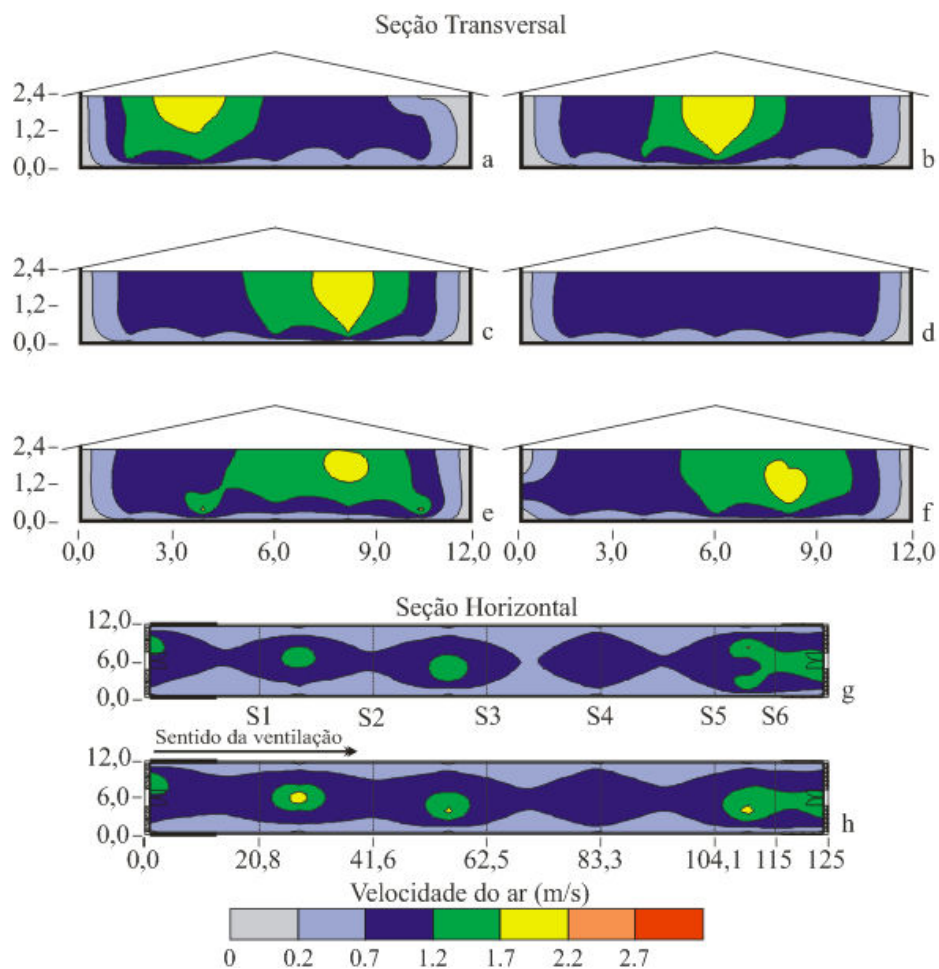 Seção Transversal
2,4
1,2
0,0
a
b
2,4
1,2
0,0
c
d
2,4
1,2
0,0
e
f
0,0 3,0 6,0 9,0 12,0 0,0 3,0 6,0 9,0 12,0
Seção Horizontal
12,0
6,0
0,0
g
S1 S2 S3 S4 S5 S6
Sentido da ventilação
12,0
6,0
0,0
h
0,0 20,8 41,6 62,5 83,3 104,1 115 125
Velocidade do ar (m/s)
0 0.2 0.7 1.2 1.7 2.2 2.7